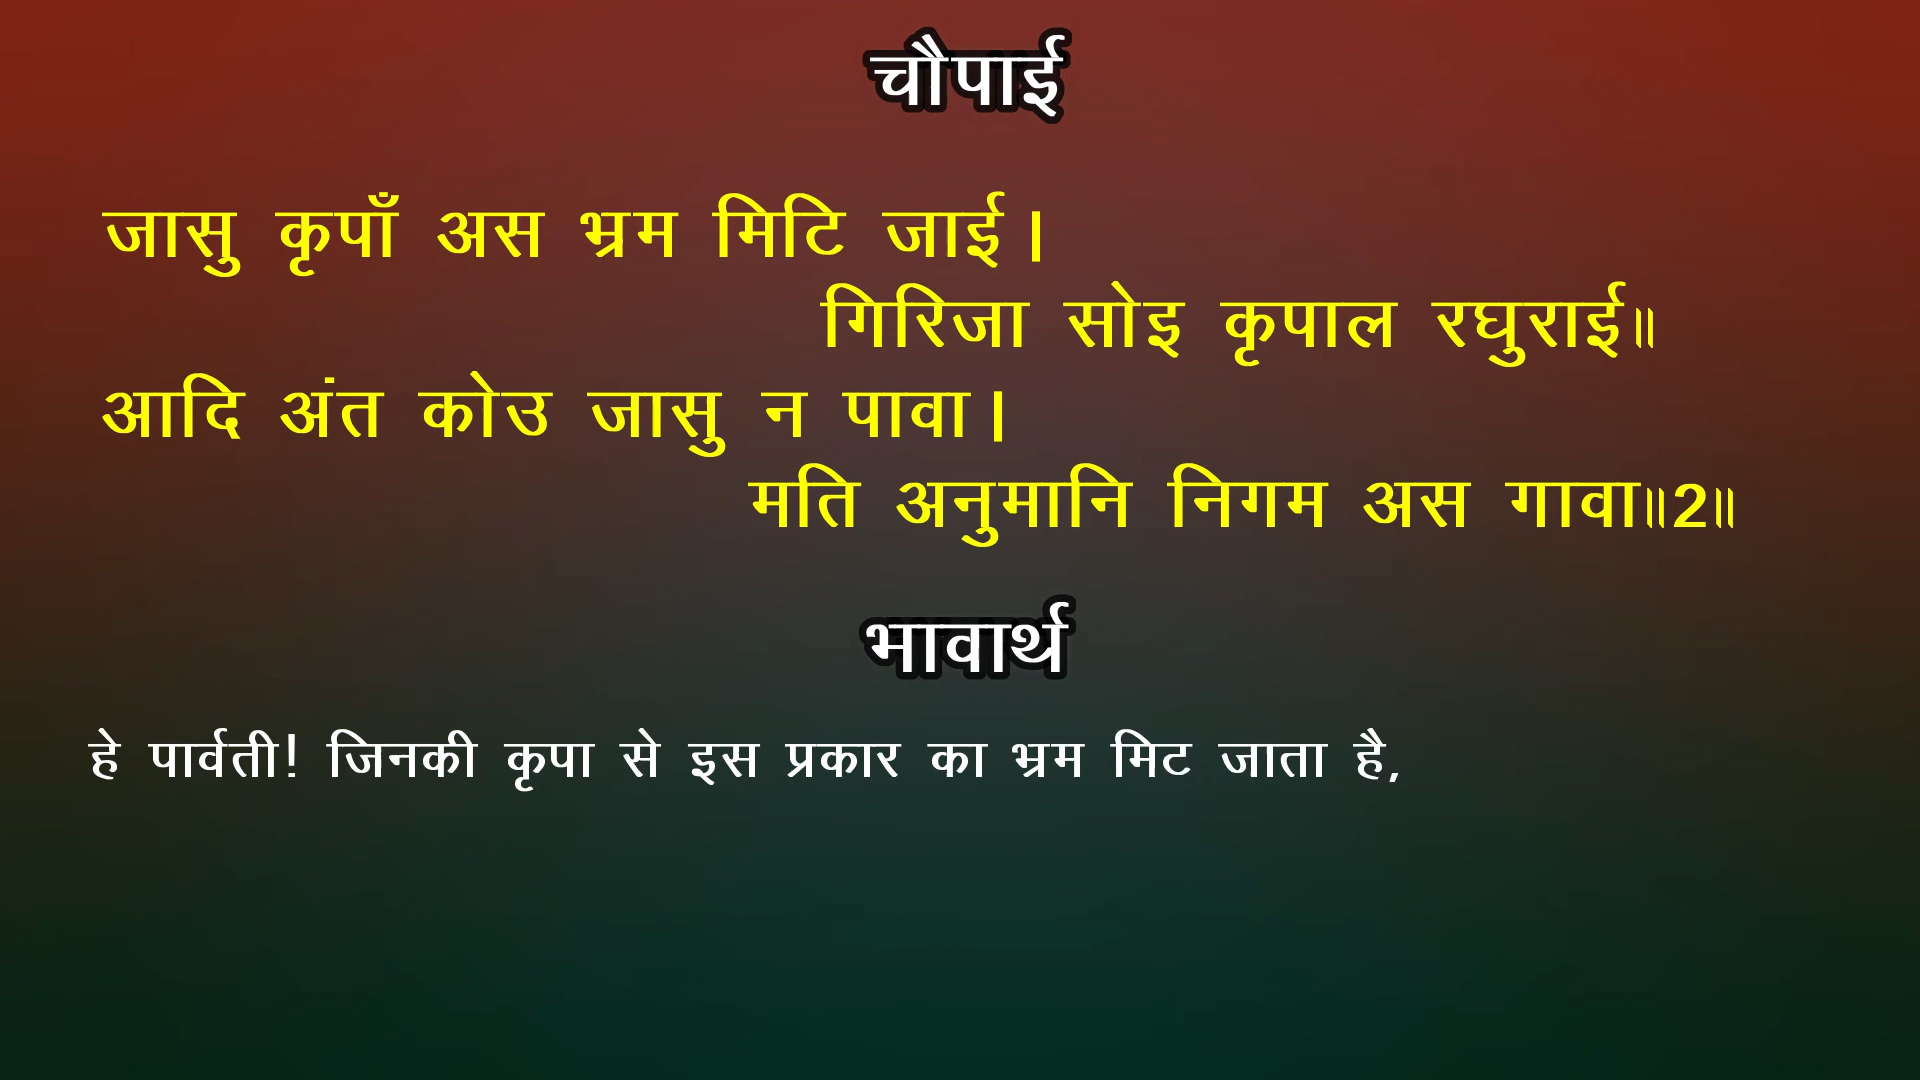 चौपाई
जासु कृपाँ अस भ्रम मिटि जाई।
गिरिजा सोइ कृपाल रघुराई॥
आदि अंत कोउ जासु न पावा।
मति अनुमानि निगम अस गावा॥2॥
भावार्थ
हे पार्वती! जिनकी कृपा से इस प्रकार का भ्रम मिट जाता है,